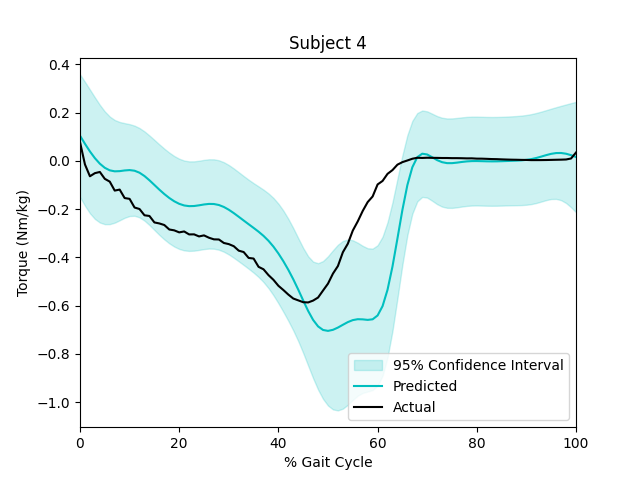 Subject 4
Torque (Nm/kg)
0.4
0.2
0.0
−0.2
−0.4
−0.6
−0.8
−1.0
95% Confidence Interval
Predicted
Actual
0 20 40 60 80 100
% Gait Cycle